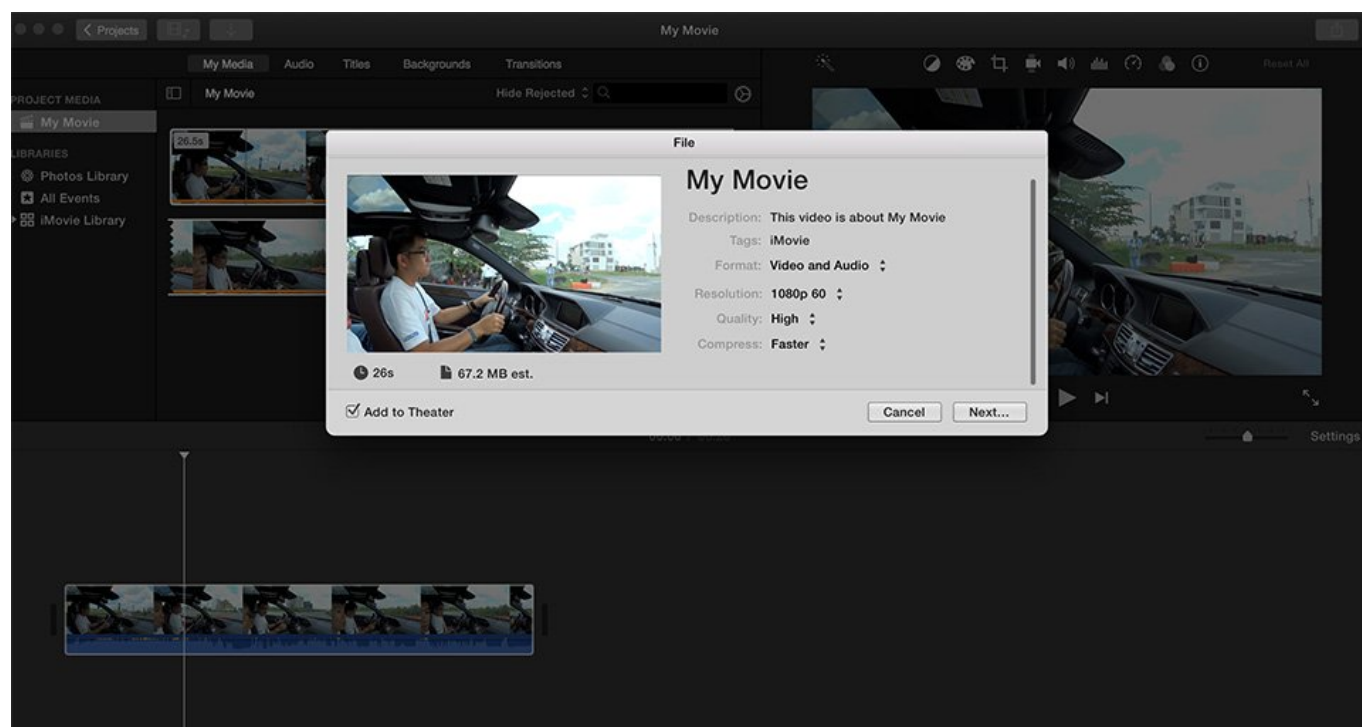 Projects
My Movie
My Media Audio Titles Backgrounds Transitions
Reset All
PROJECT MEDIA
My Movie
Hide Rejected
My Movie
LIBRARIES
Photos Library
All Events
iMovie Library
26.5s
File
My Movie
Description: This video is about My Movie
Tags: iMovie
Format: Video and Audio
Resolution: 1080p 60
Quality: High
Compress: Faster
26s
67.2 MB est.
Add to Theater
Cancel
Next...
Settings